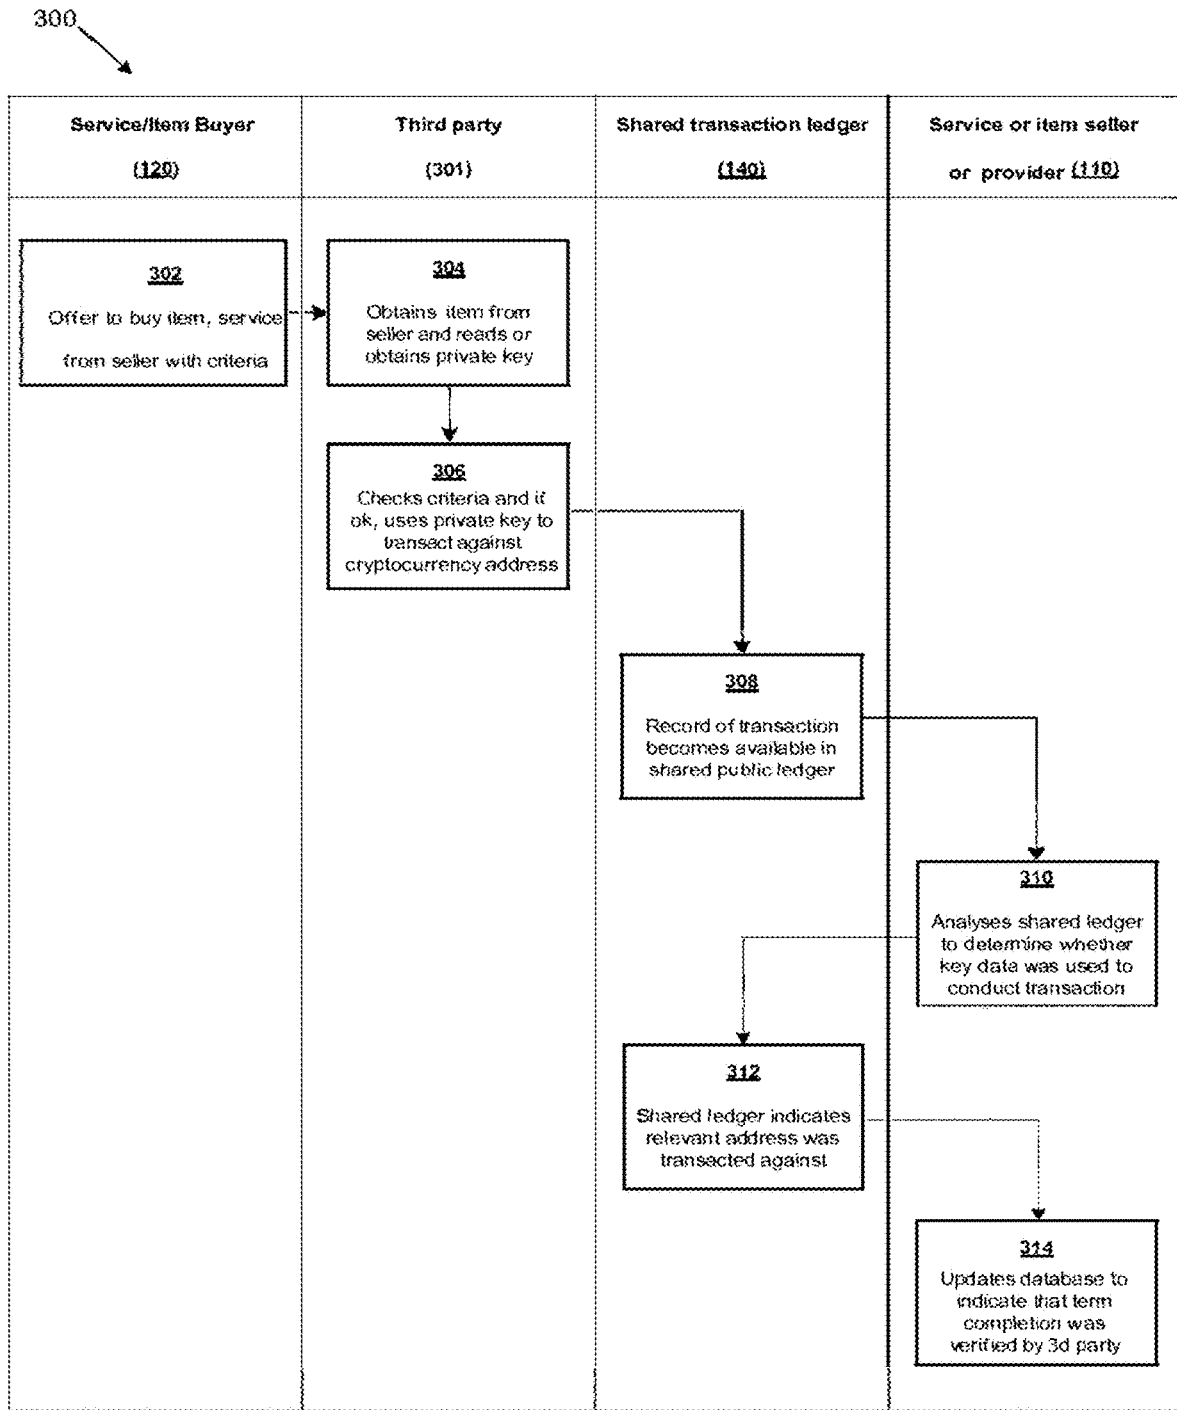 300
Service/Item Buyer
(120)
Third party
(301)
Shared transaction ledger
(140)
Service or item seller
or provider (110)
302
Offer to buy item, service
from seller with criteria
304
Obtains item from
seller and reads or
obtains private key
306
Checks criteria and if
ok, uses private key to
transact against
cryptocurrency address
308
Record of transaction
becomes available in
shared public ledger
310
Analyses shared ledger
to determine whether
key data was used to
conduct transaction
312
Shared ledger indicates
relevant address was
transacted against
314
Updates database to
indicate that term
completion was
verified by 3d party